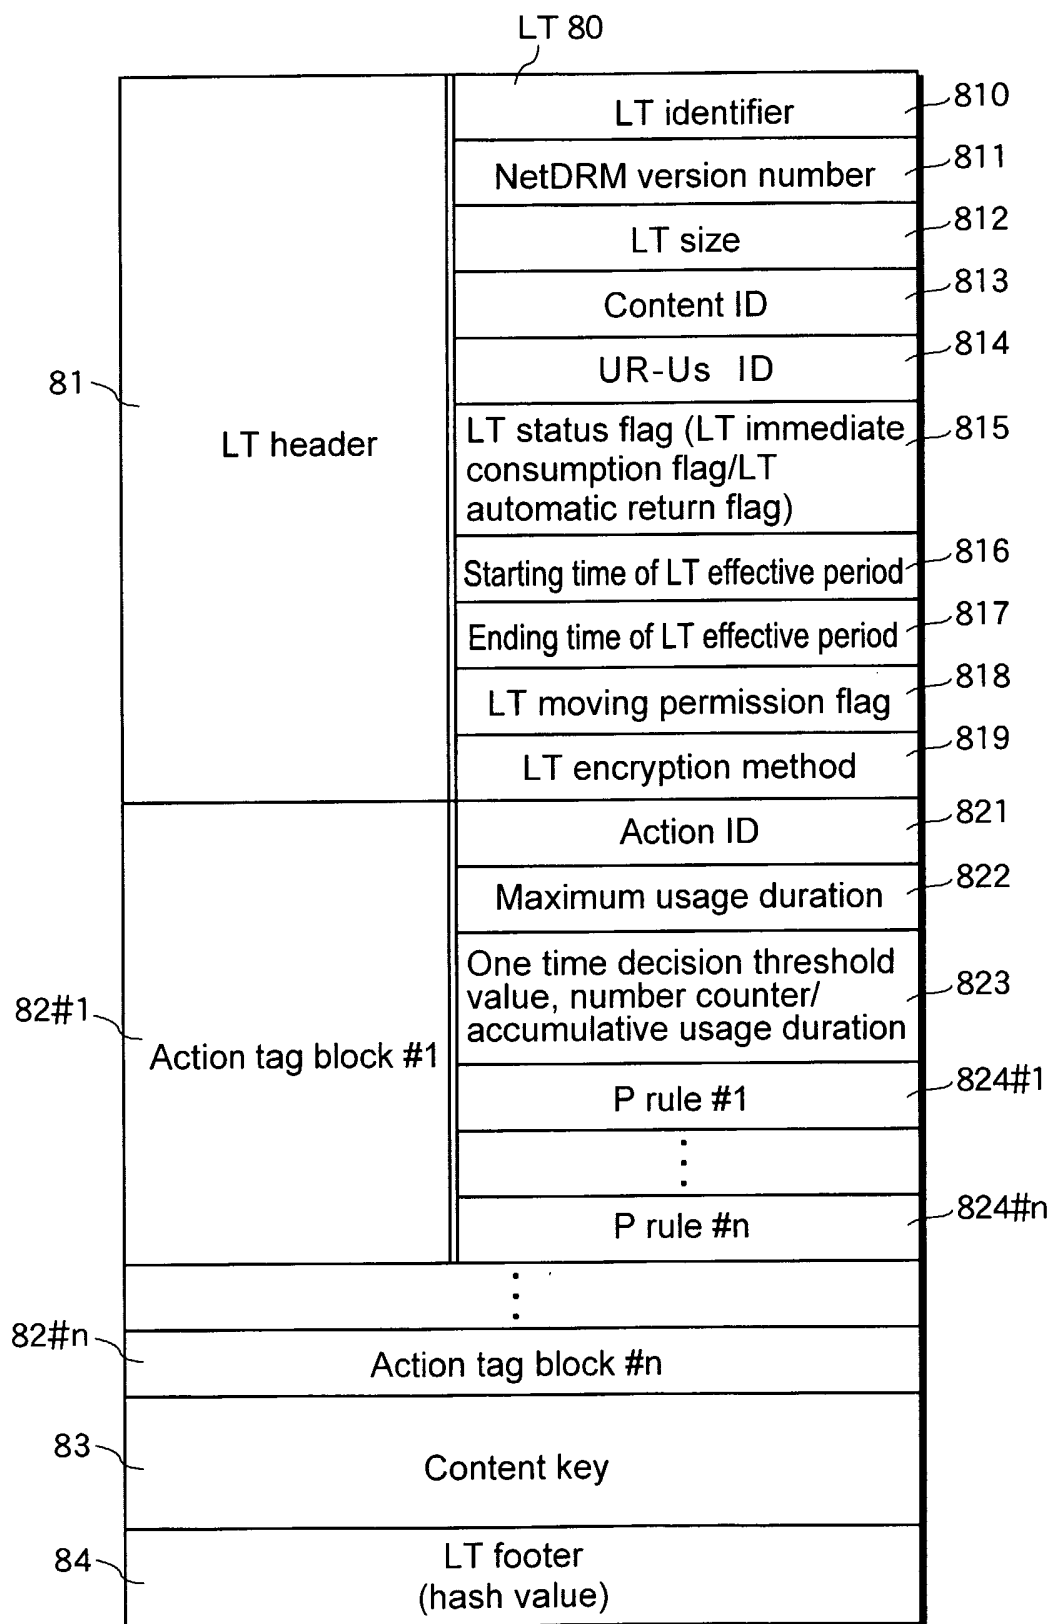 LT 80
LT identifier
810
NetDRM version number
811
LT size
812
Content ID
813
UR-Us ID
814
81
LT header
LT status flag (LT immediate
consumption flag/LT
automatic return flag)
815
Starting time of LT effective period
816
Ending time of LT effective period
817
LT moving permission flag
818
LT encryption method
819
Action ID
821
Maximum usage duration
822
82#1
Action tag block #1
One time decision threshold
value, number counter/
accumulative usage duration
823
P rule #1
824#1
P rule #n
824#n
82#n
Action tag block #n
83
Content key
84
LT footer
(hash value)